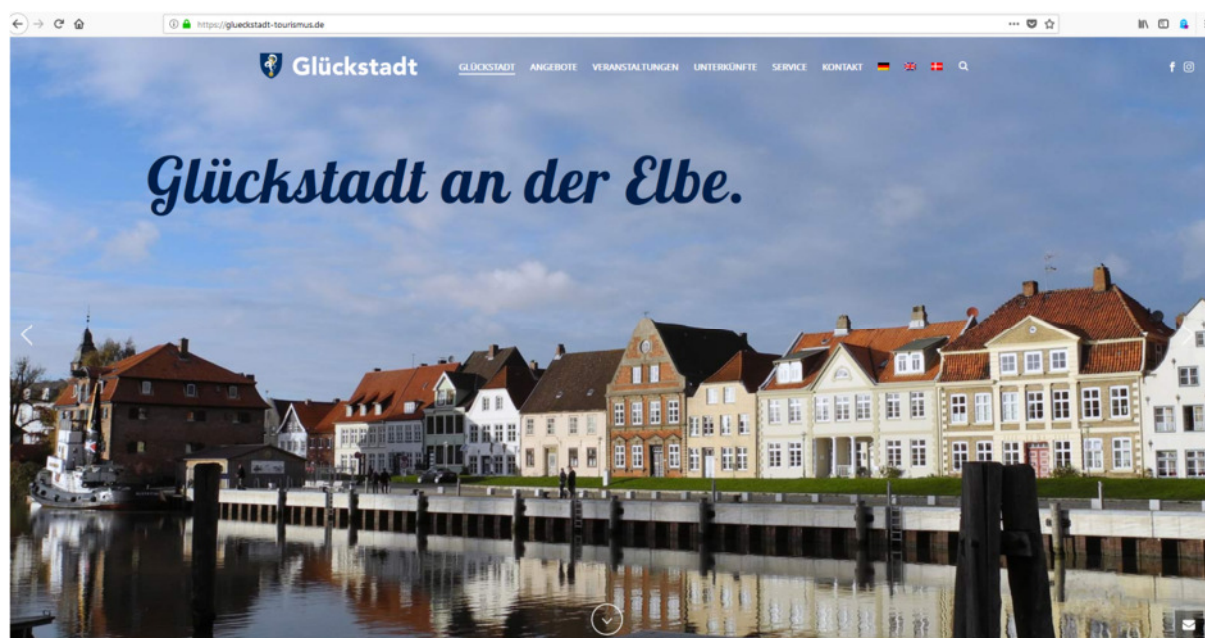 https://glueckstadt-tourismus.de
Glückstadt
GLÜCKSTADT ANGEBOTE VERANSTALTUNGEN UNTERKÜNFTE SERVICE KONTAKT
Glückstadt an der Elbe.